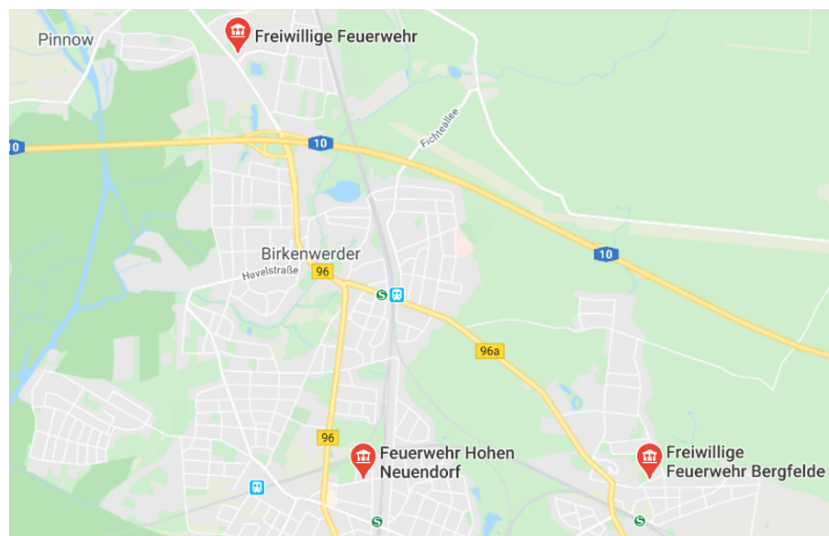 Freiwillige Feuerwehr
Pinnow
Fichteallee
10
10
Birkenwerder
10
Havelstraße
96
S
96a
96
Feuerwehr Hohen
Neuendorf
Freiwillige
Feuerwehr Bergfelde
S
S